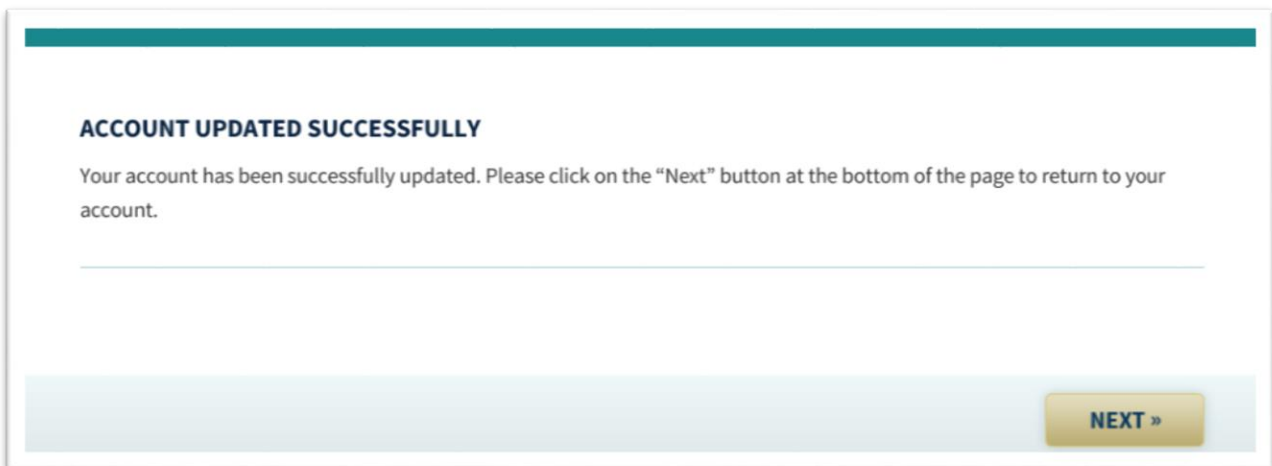 ACCOUNT UPDATED SUCCESSFULLY
Your account has been successfully updated. Please click on the “Next” button at the bottom of the page to return to your
account.
NEXT »